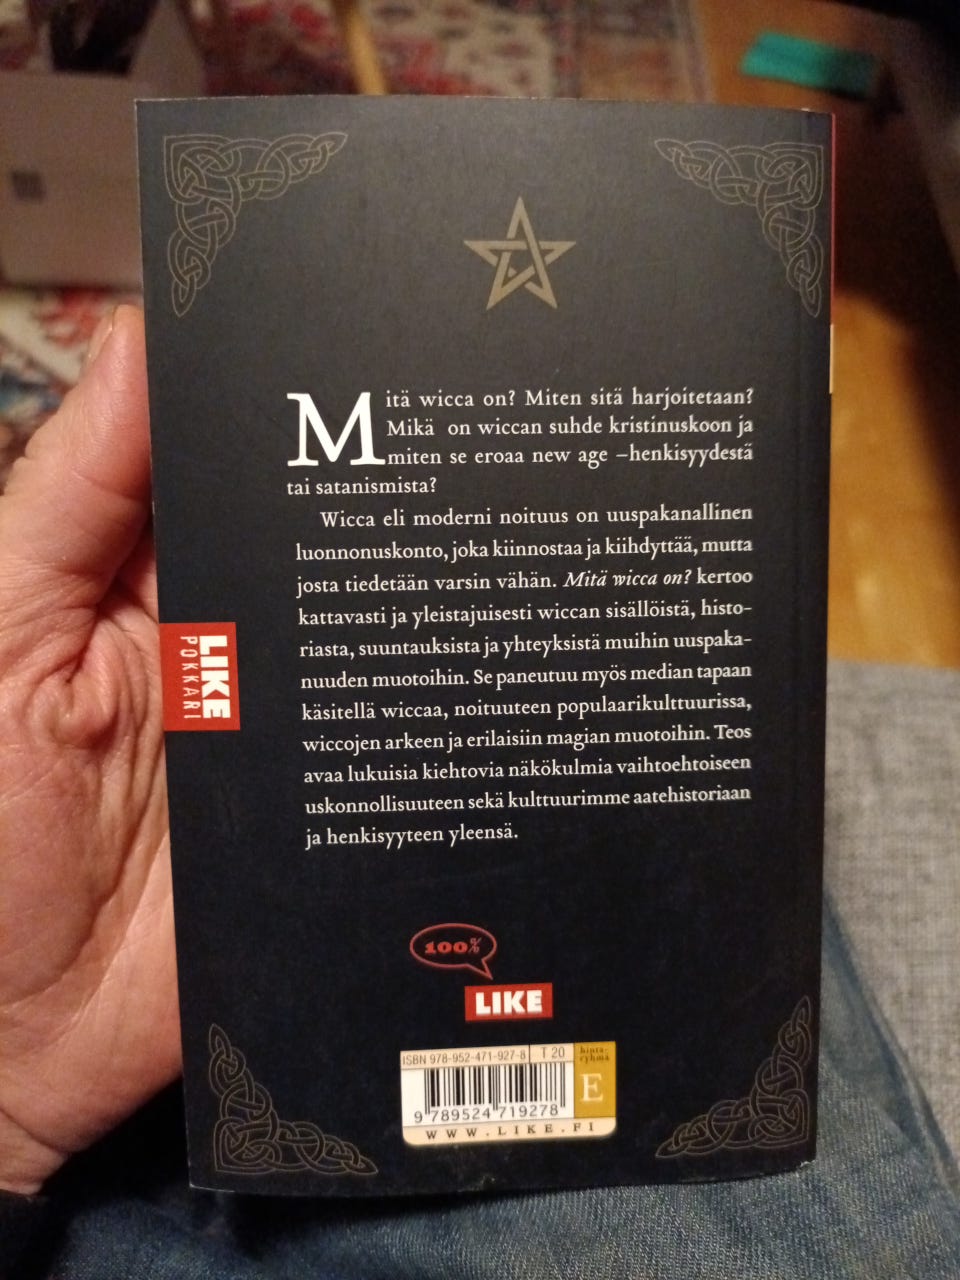 Mitä wicca on? Miten sitä harjoitetaan?
Mikä on wiccan suhde kristinuskoon ja
miten se eroaa new age –henkisyydestä
tai satanismista?
Wicca eli moderni noituus on uuspakanallinen
luonnonuskonto, joka kiinnostaa ja kiihdyttää, mutta
josta tiedetään varsin vähän. Mitä wicca on? kertoo
kattavasti ja yleistajuisesti wiccan sisällöistä, histo-
riasta, suuntauksista ja yhteyksistä muihin uuspaka-
nuuden muotoihin. Se paneutuu myös median tapaan
käsitellä wiccaa, noituuteen populaarikulttuurissa,
wiccojen arkeen ja erilaisiin magian muotoihin. Teos
avaa lukuisia kiehtovia näkökulmia vaihtoehtoiseen
uskonnollisuuteen sekä kulttuurimme aatehistoriaan
ja henkisyyteen yleensä.
LIKE
POKKARI
100%
LIKE
ISBN 978-952-471-927-8 T 20
hinta-
ryhmä
E
9 789524 719278
WWW.LIKE.FI